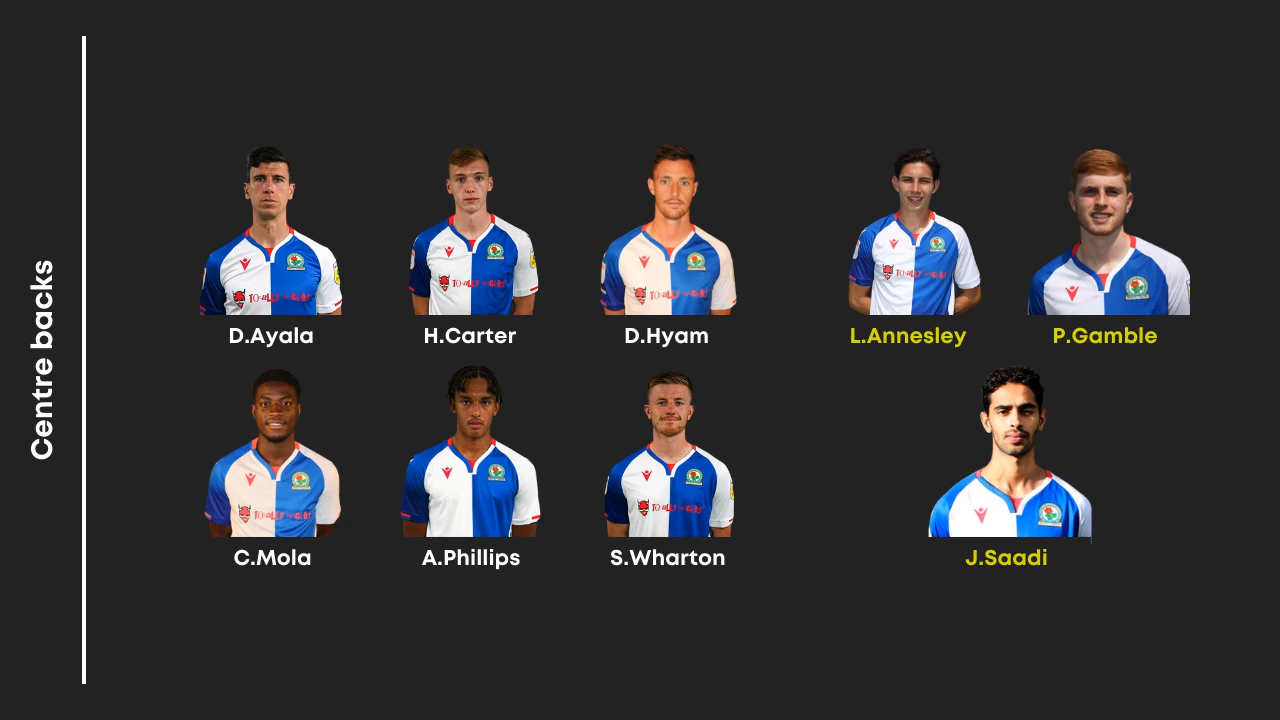 Centre backs
D.Ayala
H.Carter
D.Hyam
L.Annesley
P.Gamble
C.Mola
A.Phillips
S.Wharton
J.Saadi